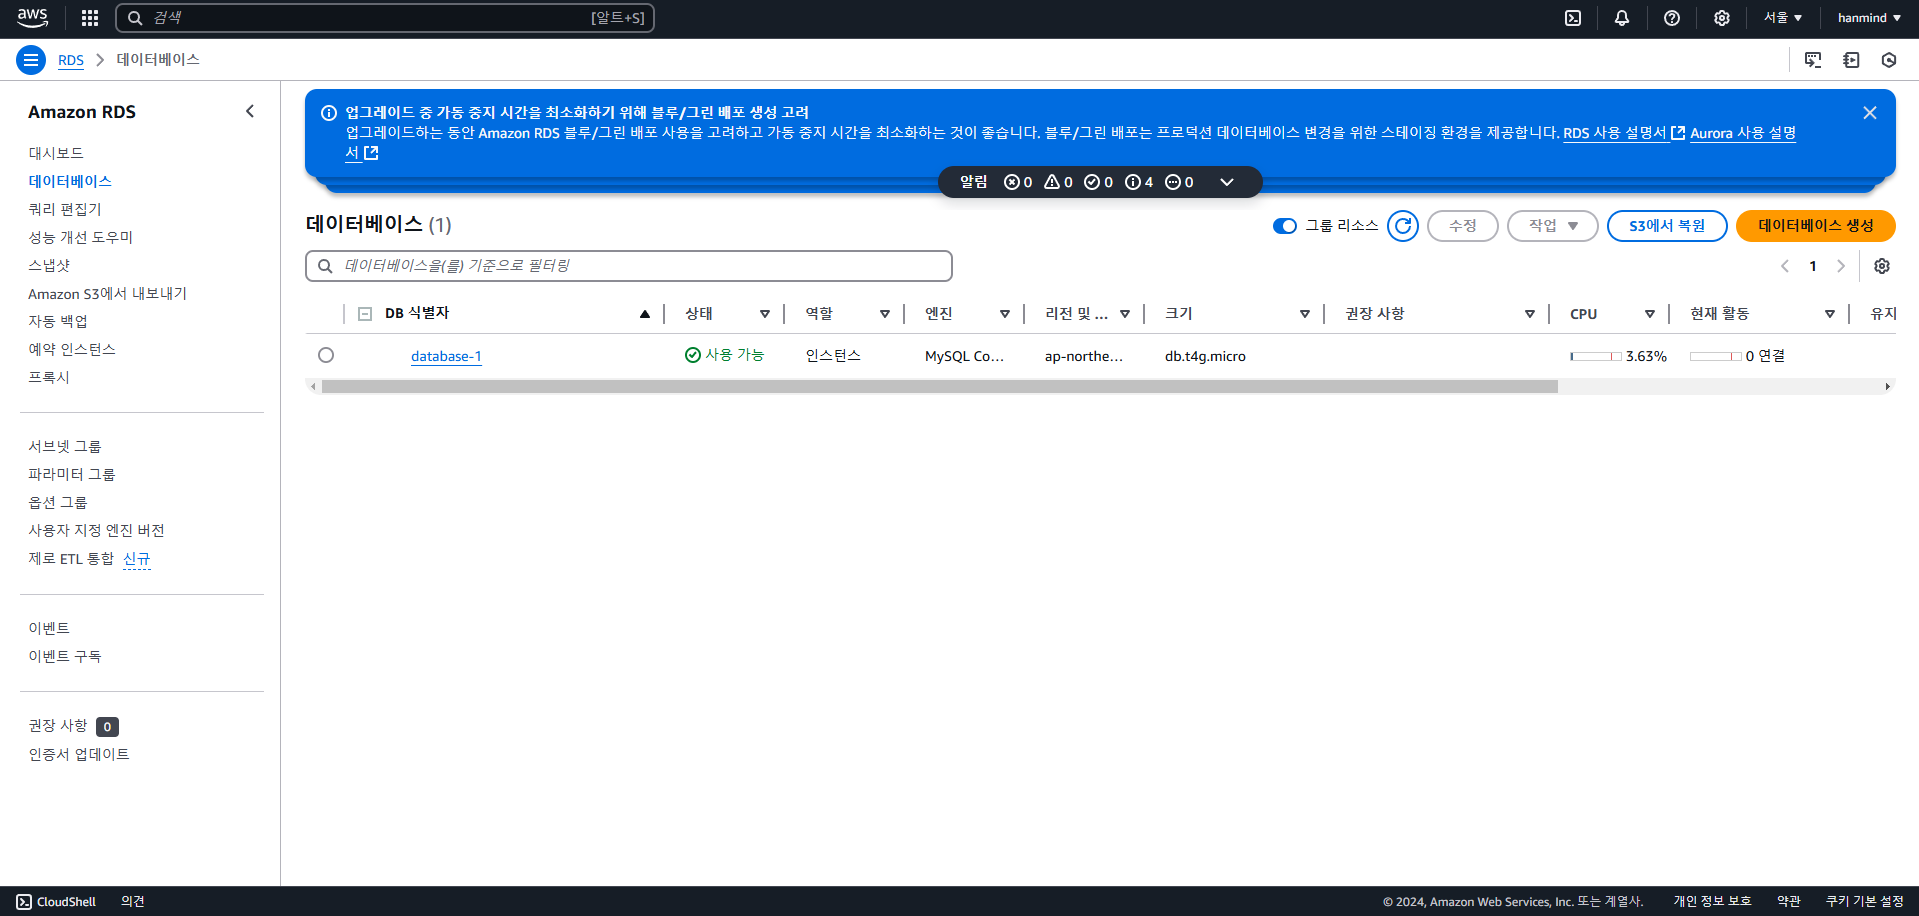 aws
검색 [알트+S]
서울 ▼
hanmind ▼
RDS > 데이터베이스
Amazon RDS
대시보드
데이터베이스
쿼리 편집기
성능 개선 도우미
스냅샷
Amazon S3에서 내보내기
자동 백업
예약 인스턴스
프록시
서브넷 그룹
파라미터 그룹
옵션 그룹
사용자 지정 엔진 버전
제로 ETL 통합 신규
이벤트
이벤트 구독
권장 사항 0
인증서 업데이트
업그레이드 중 가동 중지 시간을 최소화하기 위해 블루/그린 배포 생성 고려
업그레이드하는 동안 Amazon RDS 블루/그린 배포 사용을 고려하고 가동 중지 시간을 최소화하는 것이 좋습니다. 블루/그린 배포는 프로덕션 데이터베이스 변경을 위한 스테이징 환경을 제공합니다. RDS 사용 설명서 Aurora 사용 설명
서
알림 0 0 0 4 0
데이터베이스 (1)
그룹 리소스
수정
작업 ▼
S3에서 복원
데이터베이스 생성
데이터베이스을(를) 기준으로 필터링
< 1 >
DB 식별자 상태 역할 엔진 리전 및 ... 크기 권장 사항 CPU 현재 활동 유지
database-1 사용 가능 인스턴스 MySQL Co... ap-northe... db.t4g.micro 3.63% 0 연결
CloudShell 의견
© 2024, Amazon Web Services, Inc. 또는 계열사. 개인 정보 보호 약관 쿠키 기본 설정